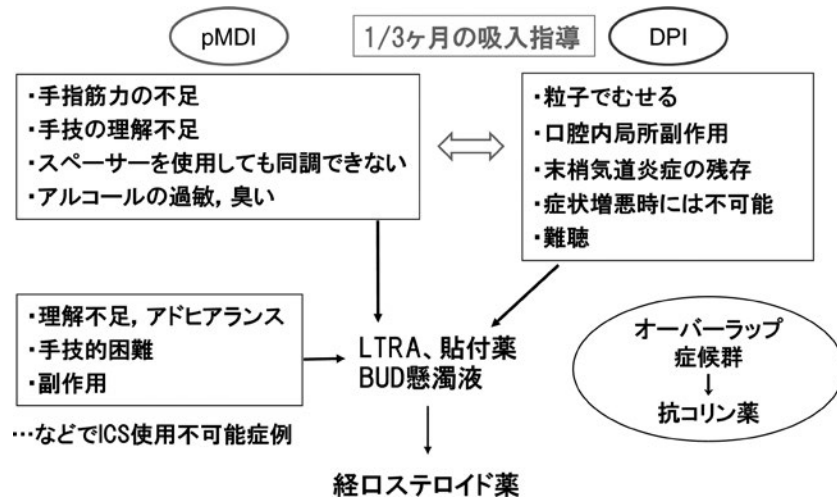 pMDI
1/3ヶ月の吸入指導
DPI
・手指筋力の不足
・手技の理解不足
・スペーサーを使用しても同調できない
・アルコールの過敏，臭い
・粒子でむせる
・口腔内局所副作用
・末梢気道炎症の残存
・症状増悪時には不可能
・難聴
・理解不足，アドヒアランス
・手技的困難
・副作用
…などでICS使用不可能症例
LTRA、貼付薬
BUD懸濁液
経口ステロイド薬
オーバーラップ
症候群
抗コリン薬